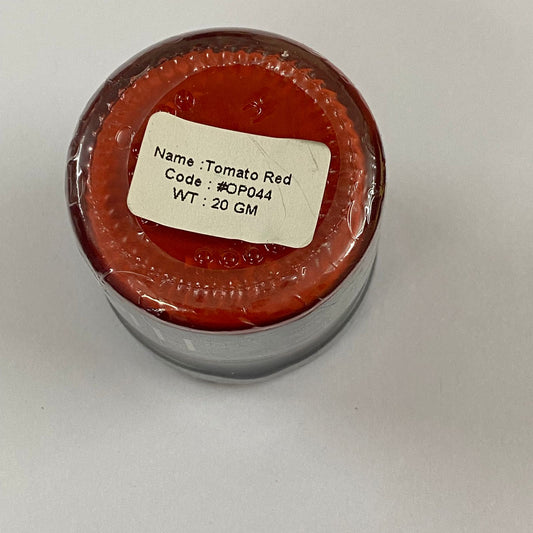 Name :Tomato Red
Code : #OP044
WT : 20 GM